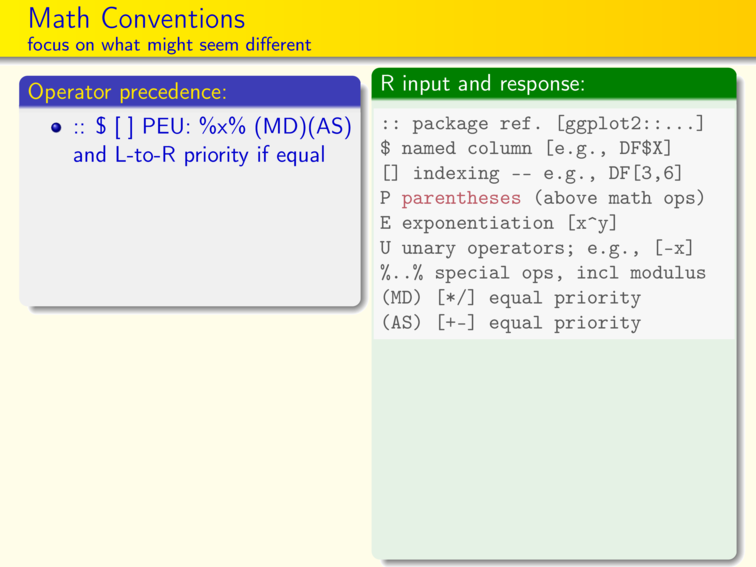 Math Conventions
focus on what might seem different
Operator precedence:
:: $ [ ] PEU: %x% (MD)(AS)
and L-to-R priority if equal
R input and response:
:: package ref. [ggplot2::...]
$ named column [e.g., DF$X]
[] indexing -- e.g., DF[3,6]
P parentheses (above math ops)
E exponentiation [x^y]
U unary operators; e.g., [-x]
%..% special ops, incl modulus
(MD) [*/] equal priority
(AS) [+-] equal priority